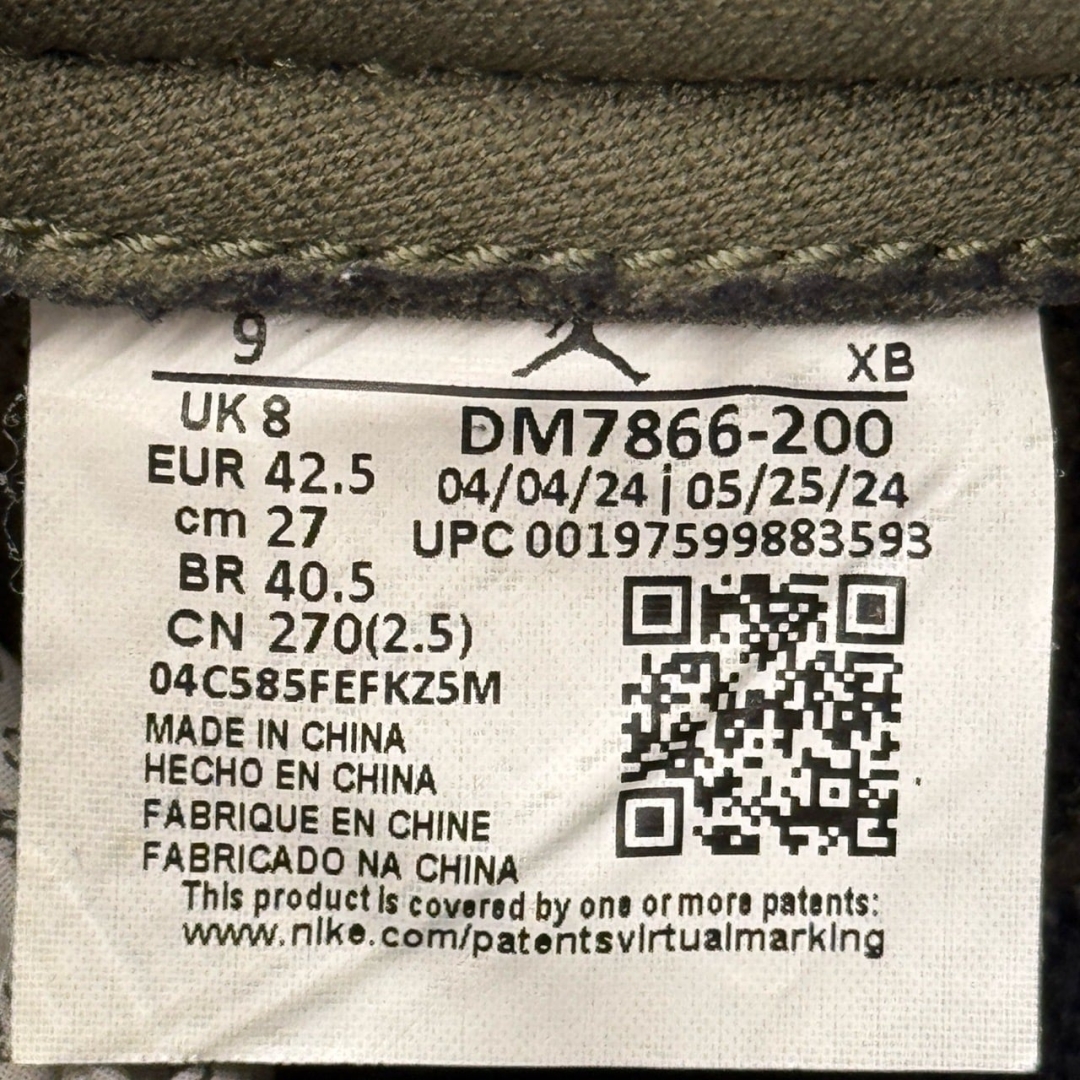 9
XB
UK 8
DM7866-200
EUR 42.5
04/04/24 | 05/25/24
cm 27
UPC 00197599883593
BR 40.5
CN 270(2.5)
04C585FEFKZ5M
MADE IN CHINA
HECHO EN CHINA
FABRIQUE EN CHINE
FABRICADO NA CHINA
This product is covered by one or more patents:
www.nike.com/patentsvirtualmarking